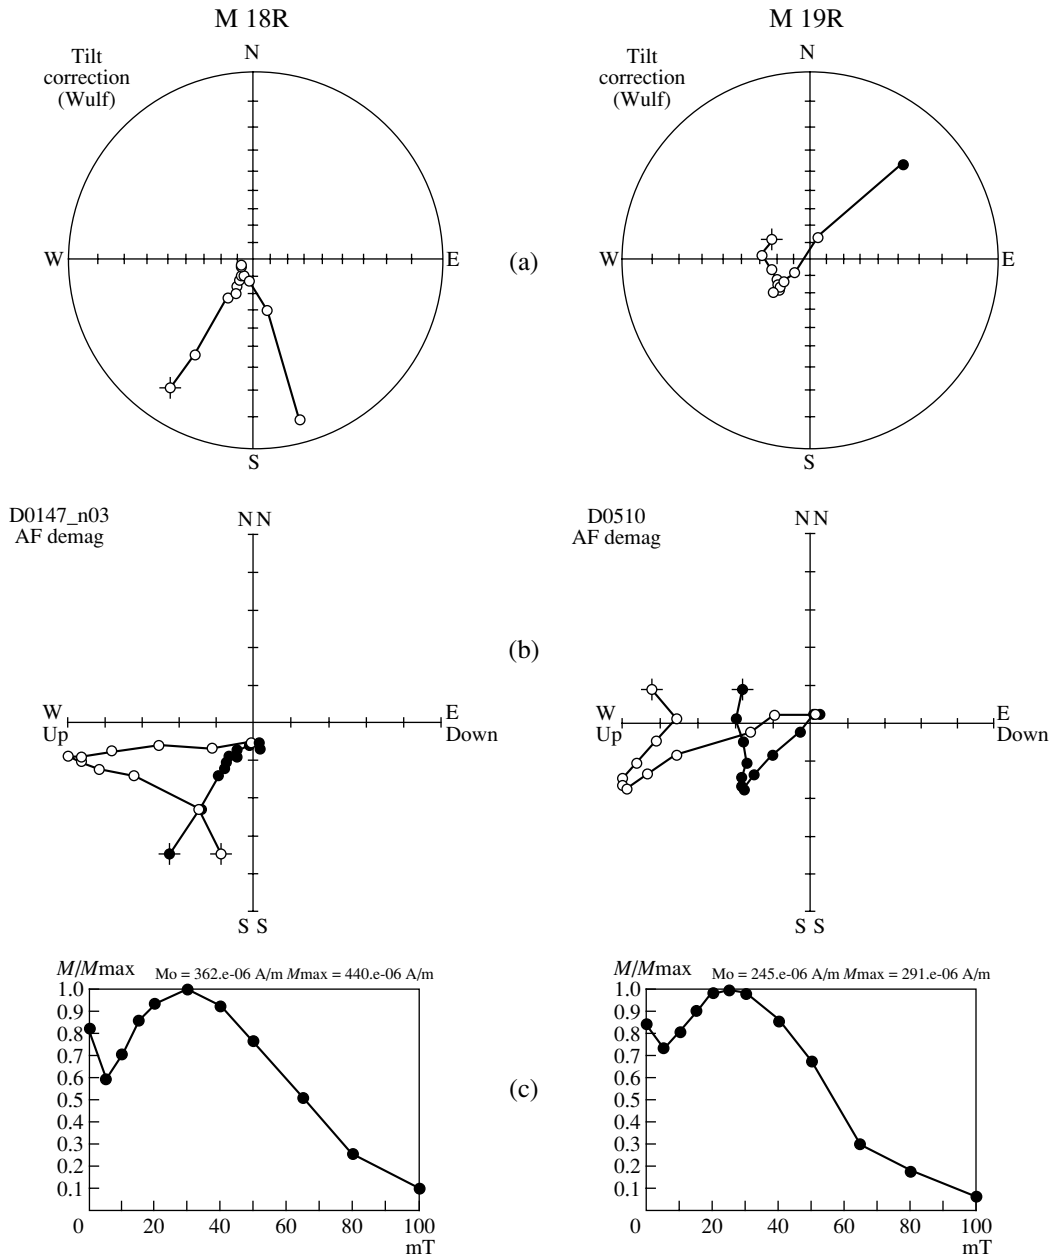 M 18R
M 19R
Tilt
correction
(Wulf)
N
W
E
S
Tilt
correction
(Wulf)
N
W
E
S
(a)
D0147_n03
AF demag
N N
W
Up
E
Down
S S
D0510
AF demag
N N
W
Up
E
Down
S S
(b)
M/Mmax
Mo = 362.e-06 A/m Mmax = 440.e-06 A/m
1.0
0.9
0.8
0.7
0.6
0.5
0.4
0.3
0.2
0.1
0 20 40 60 80 100
mT
(c)
M/Mmax
Mo = 245.e-06 A/m Mmax = 291.e-06 A/m
1.0
0.9
0.8
0.7
0.6
0.5
0.4
0.3
0.2
0.1
0 20 40 60 80 100
mT